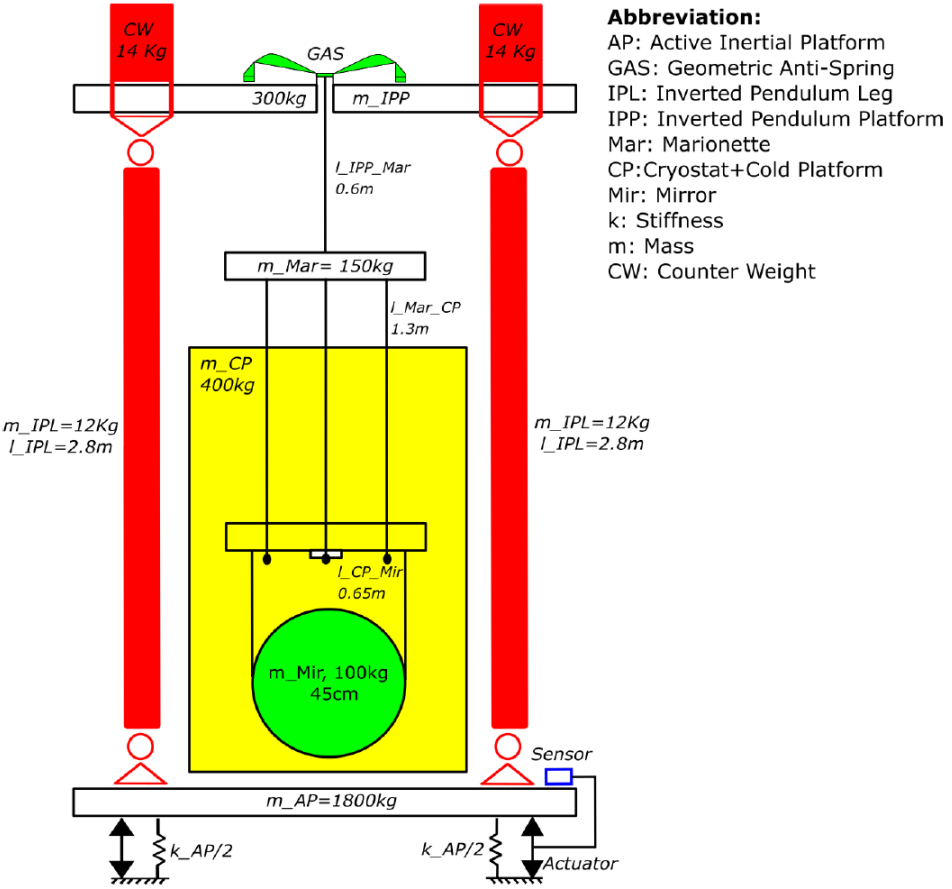 CW
14 Kg
GAS
CW
14 Kg
300kg
m_IPP
l_IPP_Mar
0.6m
m_Mar= 150kg
l_Mar_CP
1.3m
m_CP
400kg
m_IPL=12Kg
l_IPL=2.8m
m_IPL=12Kg
l_IPL=2.8m
l_CP_Mir
0.65m
m_Mir, 100kg
45cm
Sensor
m_AP=1800kg
k_AP/2
k_AP/2
Actuator
Abbreviation:
AP: Active Inertial Platform
GAS: Geometric Anti-Spring
IPL: Inverted Pendulum Leg
IPP: Inverted Pendulum Platform
Mar: Marionette
CP:Cryostat+Cold Platform
Mir: Mirror
k: Stiffness
m: Mass
CW: Counter Weight